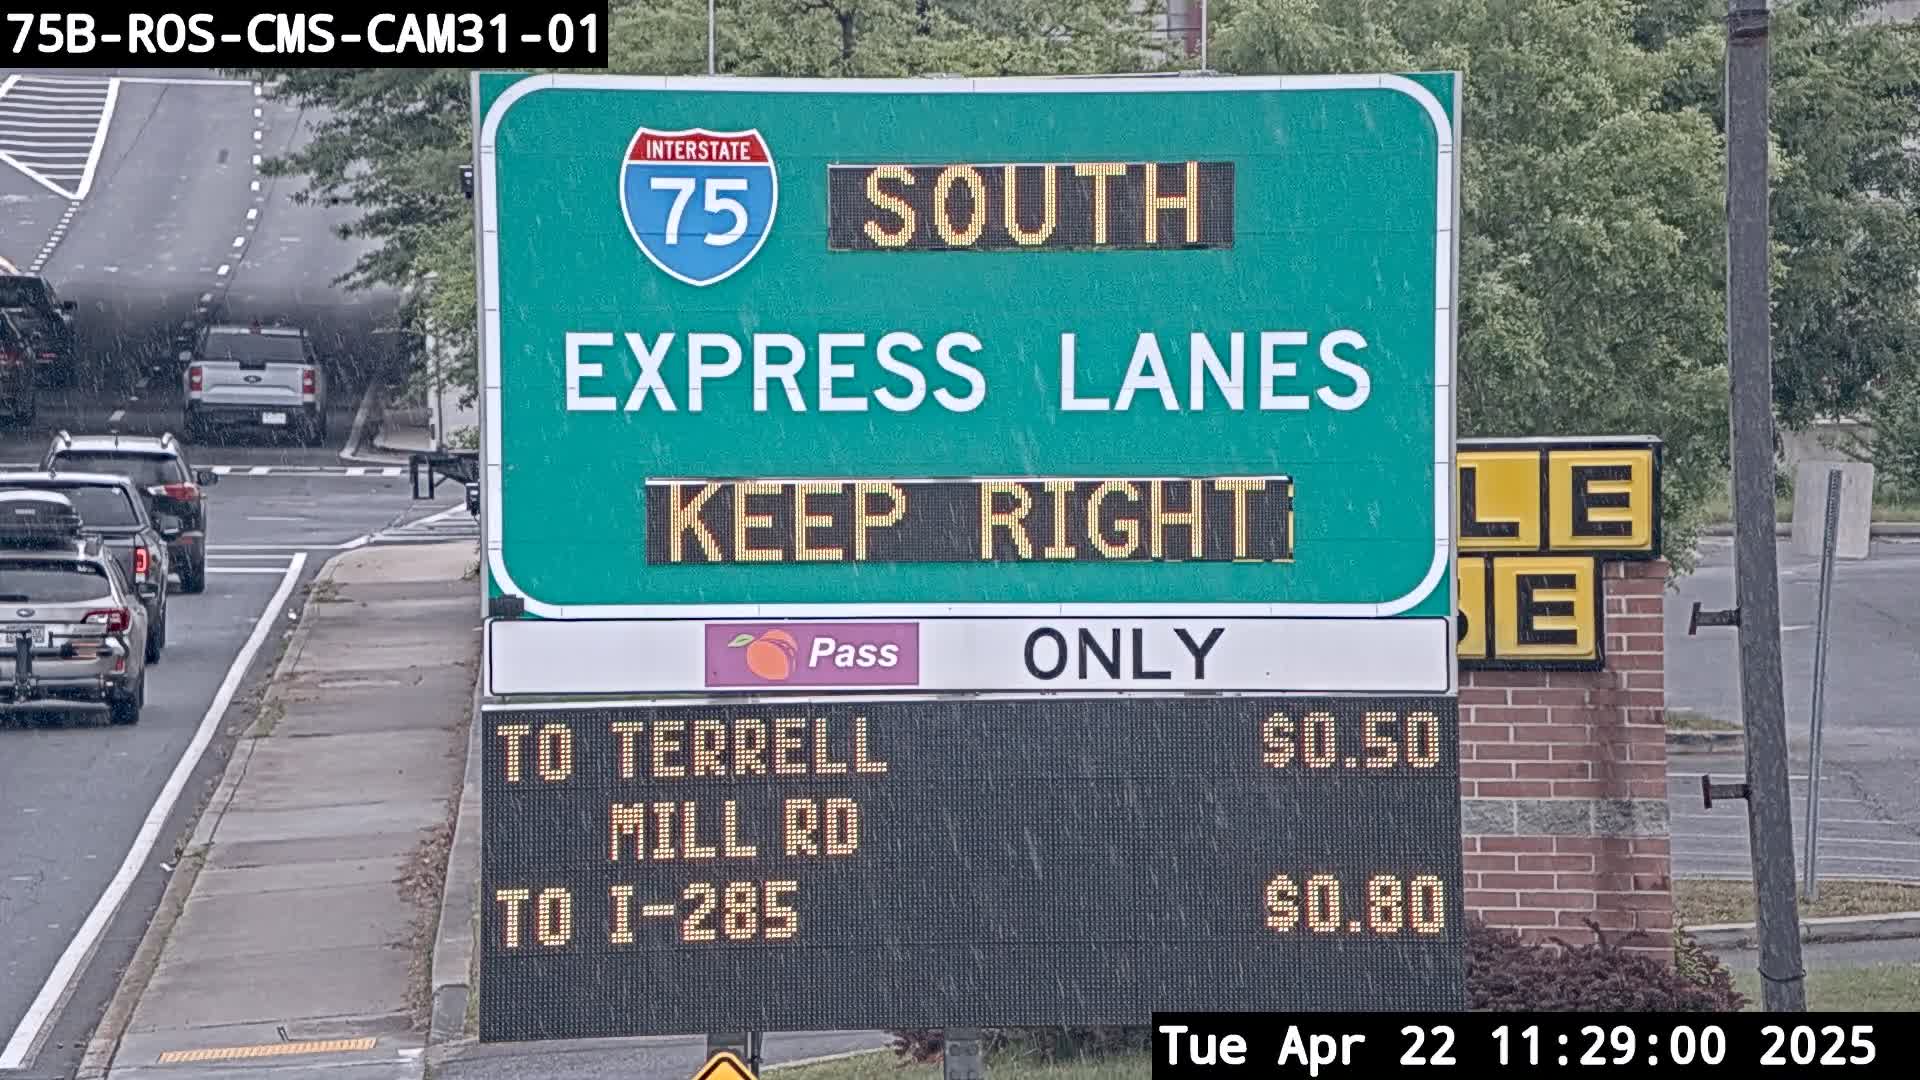 75B-ROS-CMS-CAM31-01
INTERSTATE
75
SOUTH
EXPRESS LANES
KEEP RIGHT
Pass ONLY
TO TERRELL $0.50
MILL RD
TO I-285 $0.80
LE
E
Tue Apr 22 11:29:00 2025